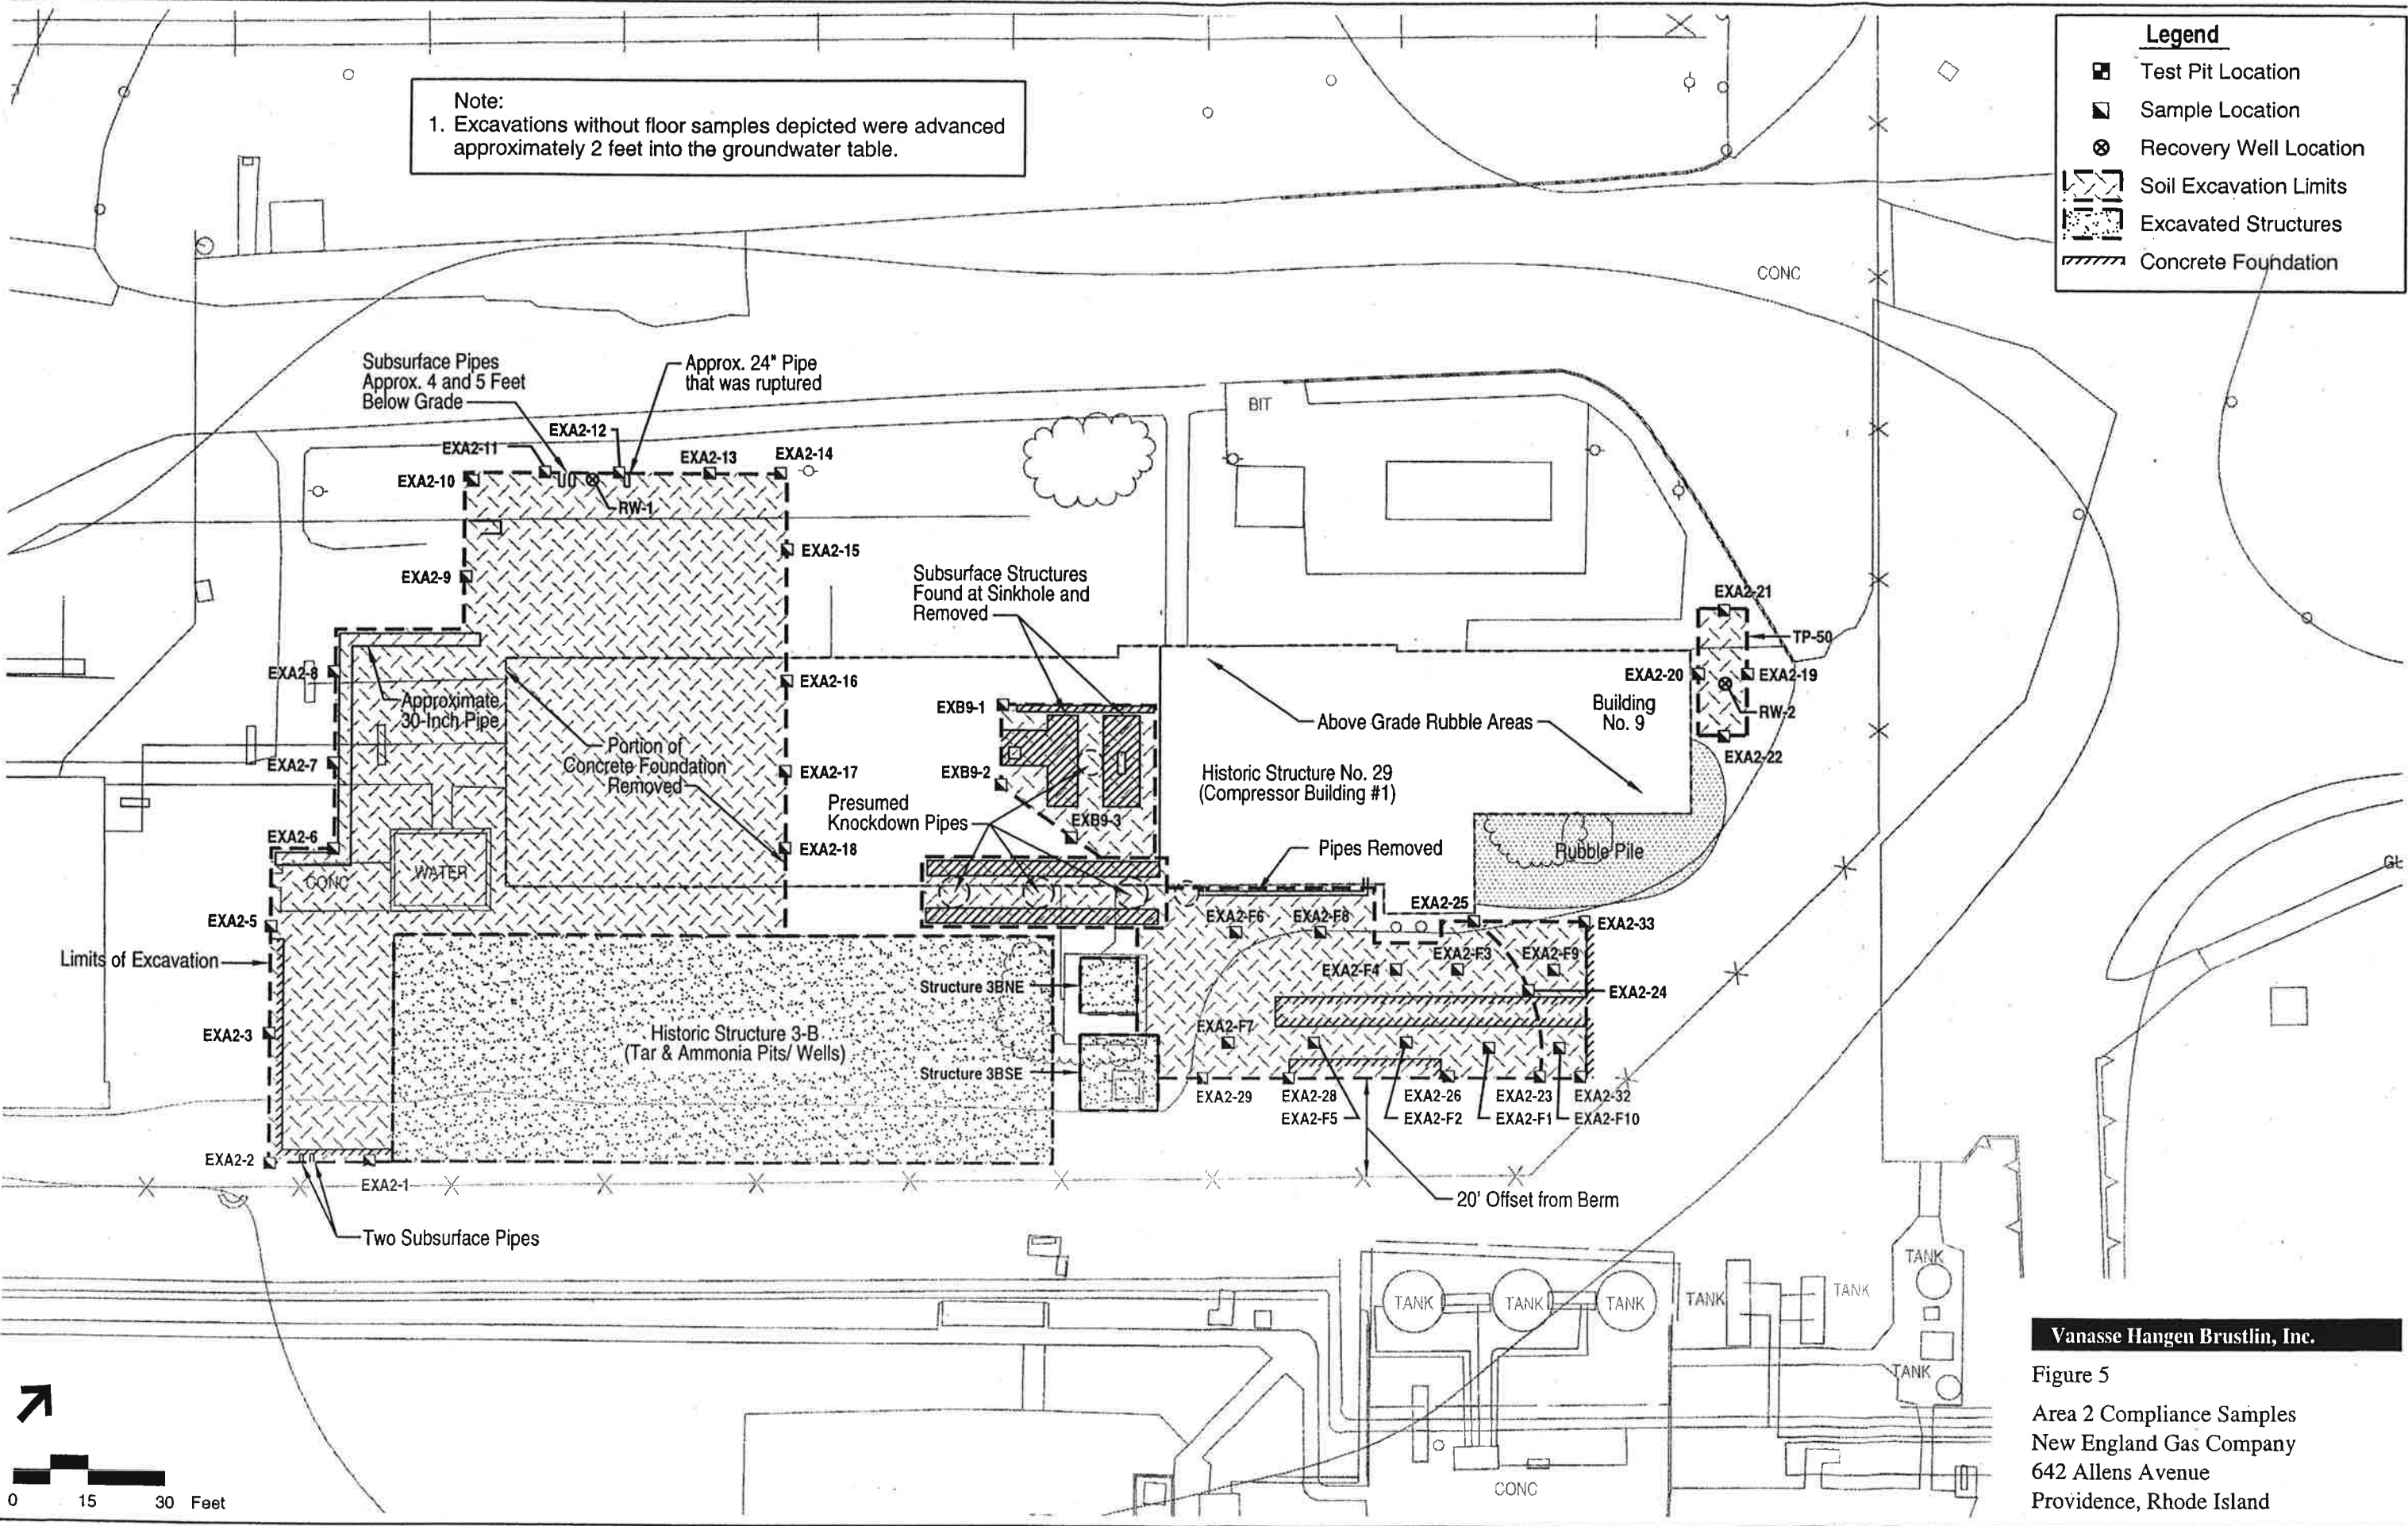 Legend
Test Pit Location
Sample Location
Recovery Well Location
Soil Excavation Limits
Excavated Structures
Concrete Foundation
Note:
1. Excavations without floor samples depicted were advanced
approximately 2 feet into the groundwater table.
CONC
Subsurface Pipes
Approx. 4 and 5 Feet
Below Grade
Approx. 24" Pipe
that was ruptured
BIT
EXA2-11
EXA2-12
EXA2-13
EXA2-14
EXA2-10
RW-1
EXA2-15
EXA2-9
Subsurface Structures
Found at Sinkhole and
Removed
EXA2-21
TP-50
EXA2-8
EXA2-16
EXA2-20
EXA2-19
Approximate
30-Inch Pipe
EXB9-1
Building
No. 9
RW-2
Above Grade Rubble Areas
Portion of
Concrete Foundation
Removed
EXA2-22
EXA2-7
EXA2-17
EXB9-2
Historic Structure No. 29
(Compressor Building #1)
Presumed
Knockdown Pipes
EXB9-3
EXA2-6
EXA2-18
Pipes Removed
Rubble Pile
CONC
WATER
GL
EXA2-5
EXA2-F6
EXA2-F8
EXA2-25
EXA2-33
Limits of Excavation
EXA2-F4
EXA2-F3
EXA2-F9
Structure 3BNE
EXA2-24
EXA2-3
Historic Structure 3-B
(Tar & Ammonia Pits/ Wells)
EXA2-F7
Structure 3BSE
EXA2-29
EXA2-28
EXA2-26
EXA2-23
EXA2-32
EXA2-F5
EXA2-F2
EXA2-F1
EXA2-F10
EXA2-2
EXA2-1
20' Offset from Berm
Two Subsurface Pipes
TANK
TANK
TANK
TANK
TANK
TANK
TANK
CONC
0 15 30 Feet
Vanasse Hangen Brustlin, Inc.
Figure 5
Area 2 Compliance Samples
New England Gas Company
642 Allens Avenue
Providence, Rhode Island